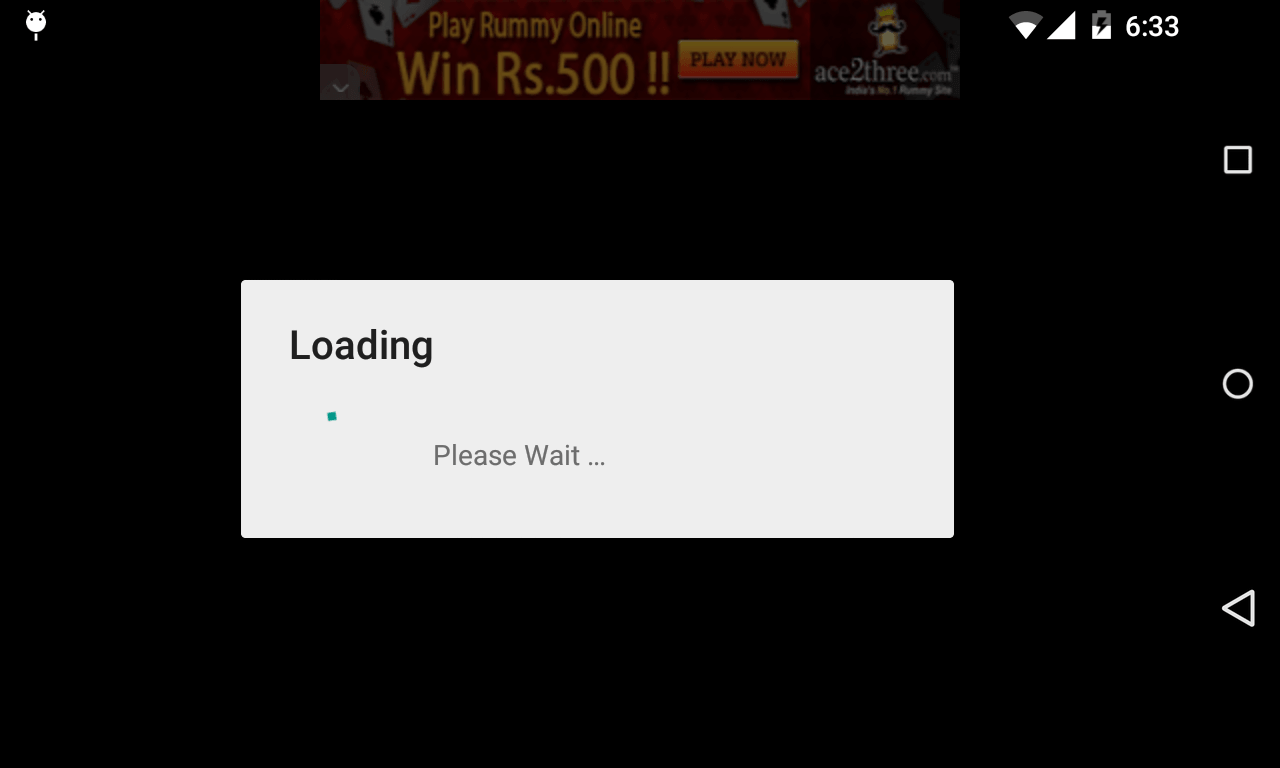 6:33
Play Rummy Online
Win Rs.500 !!
PLAY NOW
ace2three.com™
India's No.1 Rummy Site
Loading
Please Wait ...